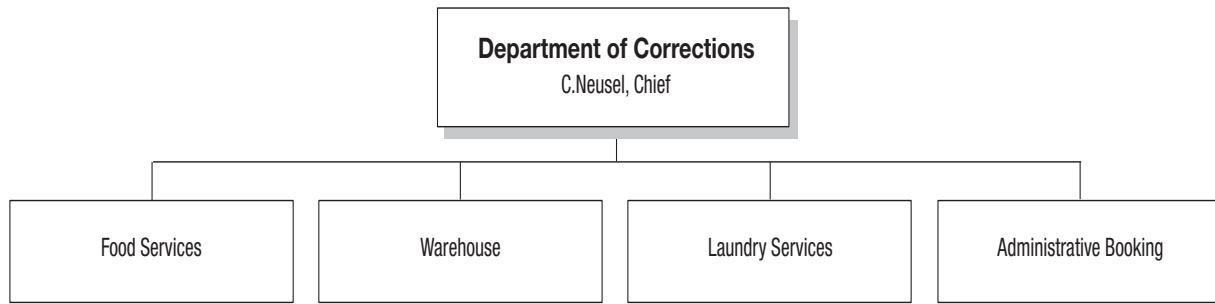 Department of Corrections
C.Neusel, Chief
Food Services
Warehouse
Laundry Services
Administrative Booking